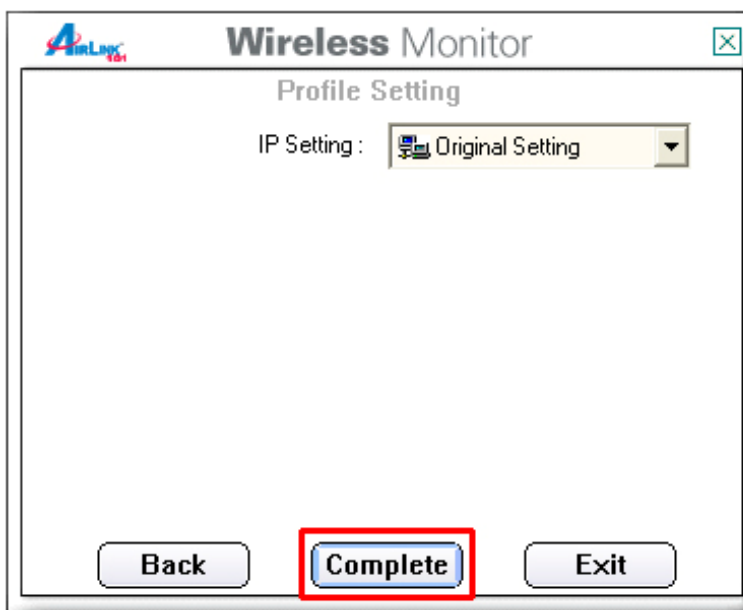 AIRLINK 101
Wireless Monitor
Profile Setting
IP Setting : Original Setting
Back Complete Exit